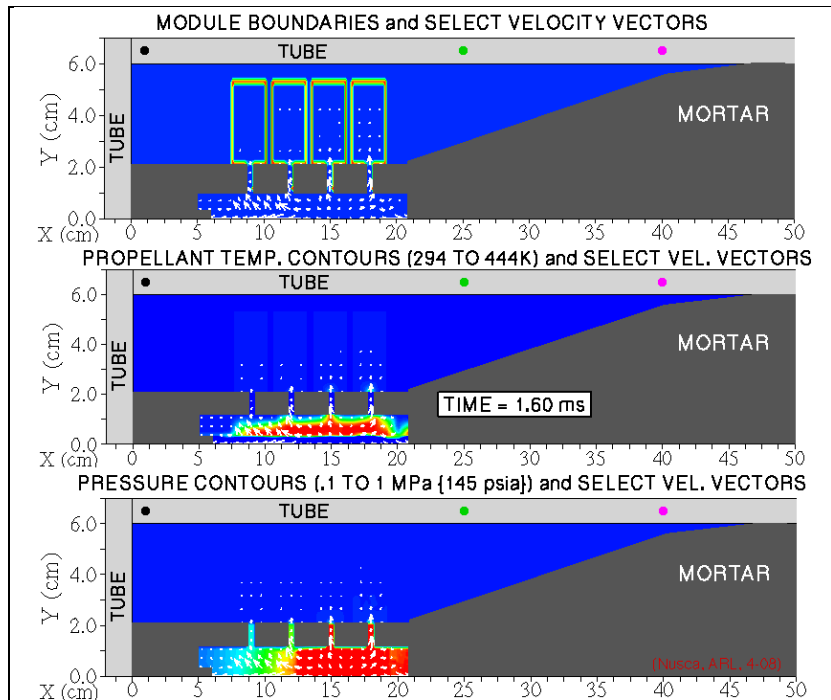 MODULE BOUNDARIES and SELECT VELOCITY VECTORS
TUBE
6.0
4.0
2.0
0.0
Y (cm)
TUBE
MORTAR
X (cm) 0 5 10 15 20 25 30 35 40 45 50
PROPELLANT TEMP. CONTOURS (294 TO 444K) and SELECT VEL. VECTORS
TUBE
6.0
4.0
2.0
0.0
Y (cm)
TUBE
MORTAR
TIME = 1.60 ms
X (cm) 0 5 10 15 20 25 30 35 40 45 50
PRESSURE CONTOURS (.1 TO 1 MPa {145 psia}) and SELECT VEL. VECTORS
TUBE
6.0
4.0
2.0
0.0
Y (cm)
TUBE
MORTAR
(Nusca, ARL, 4-08)
X (cm) 0 5 10 15 20 25 30 35 40 45 50